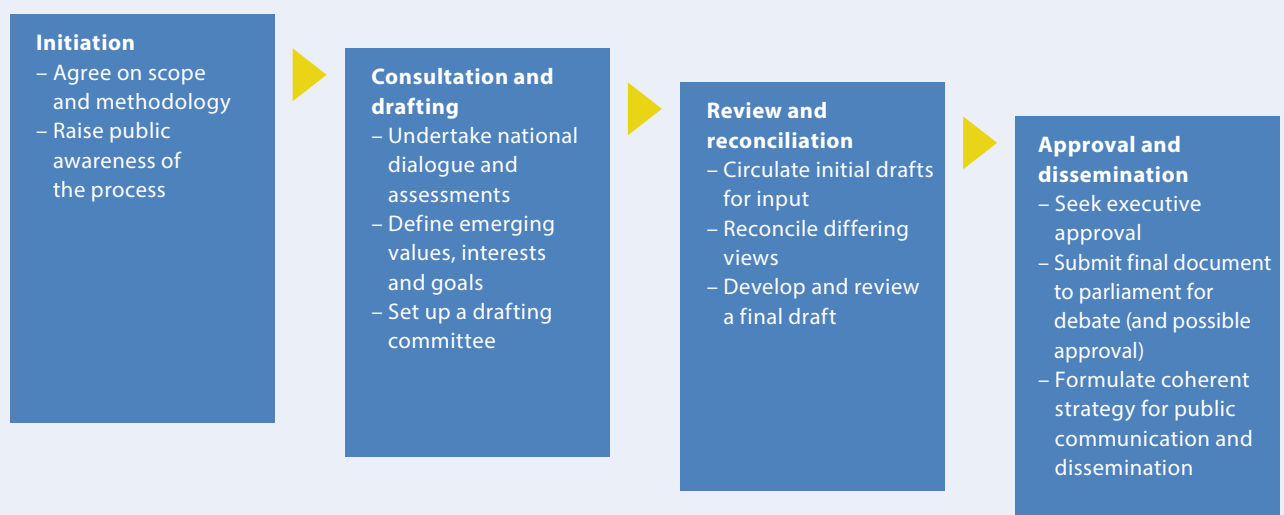 Initiation
– Agree on scope
and methodology
– Raise public
awareness of
the process
Consultation and
drafting
– Undertake national
dialogue and
assessments
– Define emerging
values, interests
and goals
– Set up a drafting
committee
Review and
reconciliation
– Circulate initial drafts
for input
– Reconcile differing
views
– Develop and review
a final draft
Approval and
dissemination
– Seek executive
approval
– Submit final document
to parliament for
debate (and possible
approval)
– Formulate coherent
strategy for public
communication and
dissemination